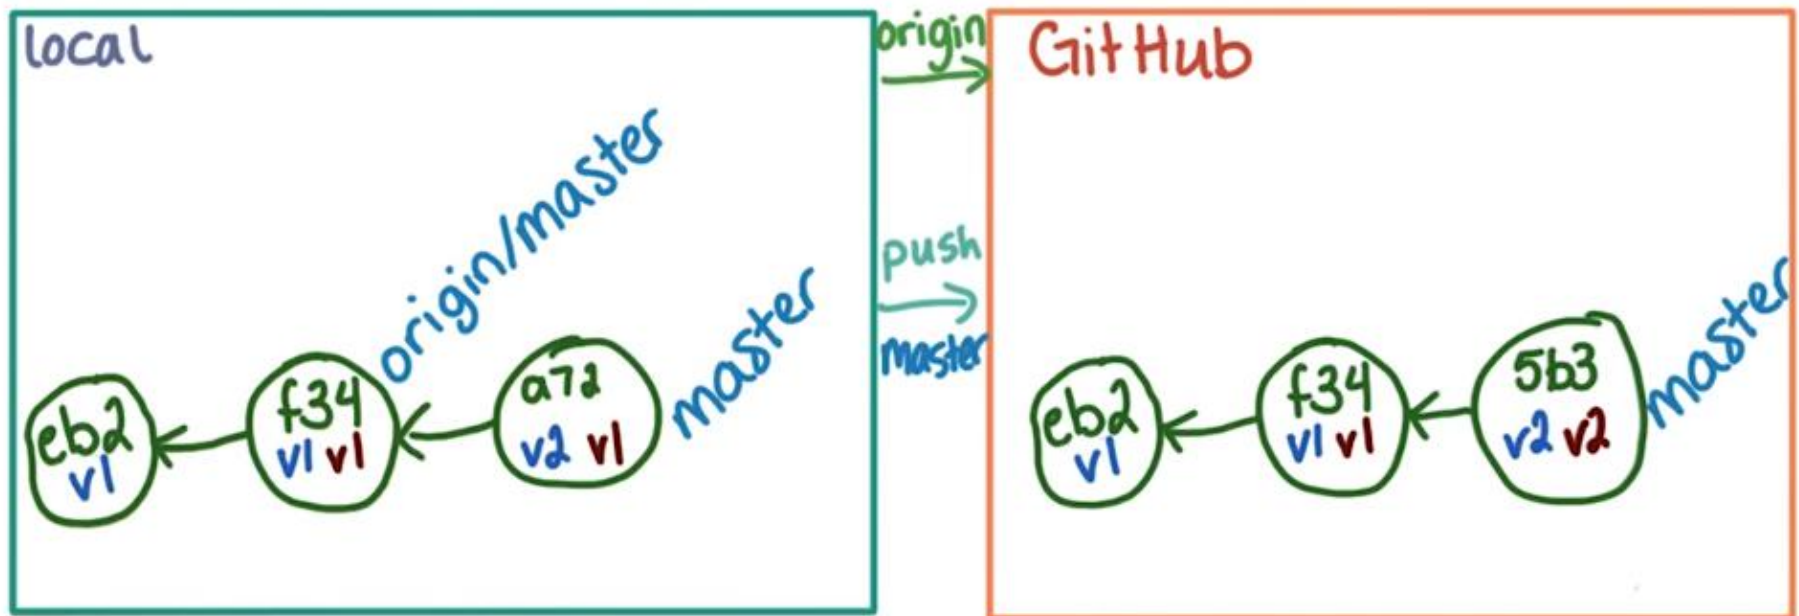 local
origin/master
master
eb2
v1
f34
v1 v1
a72
v2 v1
origin
push
master
GitHub
master
eb2
v1
f34
v1 v1
5b3
v2 v2